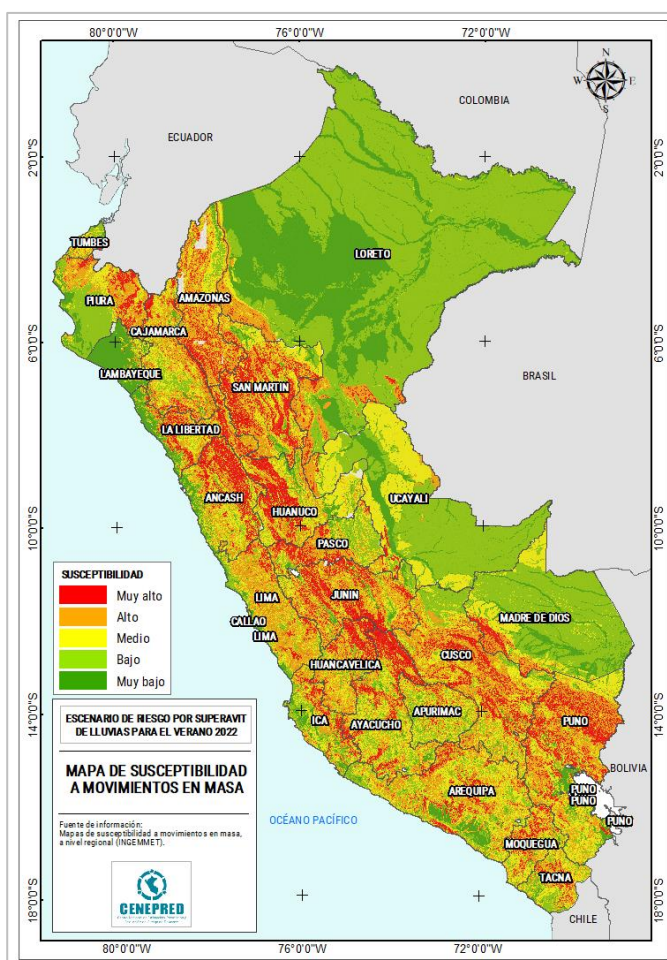 80°0'0"W 76°0'0"W 72°0'0"W
N
W E
S
COLOMBIA
ECUADOR
2°0'0"S 2°0'0"S
TUMBES
LORETO
PIURA
AMAZONAS
CAJAMARCA
6°0'0"S 6°0'0"S
LAMBAYEQUE
SAN MARTIN
BRASIL
LA LIBERTAD
ANCASH
UCAYALI
HUANUCO
10°0'0"S 10°0'0"S
PASCO
SUSCEPTIBILIDAD
Muy alto
Alto
Medio
Bajo
Muy bajo
LIMA
JUNIN
CALLAO
LIMA
MADRE DE DIOS
HUANCAVELICA
CUSCO
14°0'0"S 14°0'0"S
ICA
AYACUCHO
APURIMAC
PUNO
ESCENARIO DE RIESGO POR SUPERAVIT
DE LLUVIAS PARA EL VERANO 2022
MAPA DE SUSCEPTIBILIDAD
A MOVIMIENTOS EN MASA
Fuente de información:
Mapas de susceptibilidad a movimientos en masa,
a nivel regional (INGEMMET).
CENEPRED
BOLIVIA
AREQUIPA
PUNO
PUNO
OCÉANO PACÍFICO
PUNO
MOQUEGUA
TACNA
18°0'0"S 18°0'0"S
CHILE
80°0'0"W 76°0'0"W 72°0'0"W